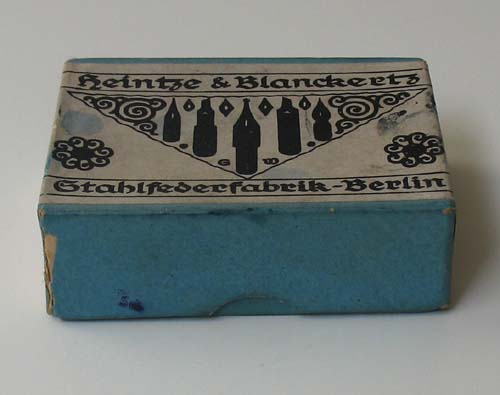 Heintze & Blanckertz
G W
Stahlfederfabrik-Berlin